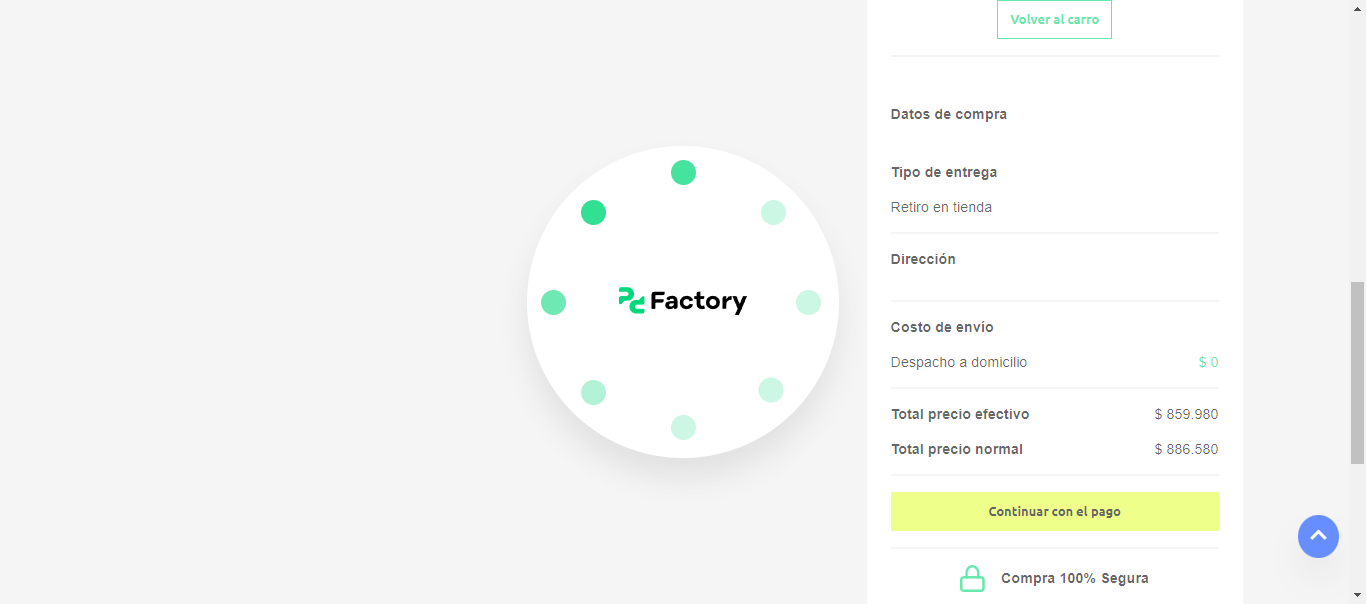 Volver al carro
Datos de compra
Tipo de entrega
Retiro en tienda
Dirección
Factory
Costo de envío
Despacho a domicilio $ 0
Total precio efectivo $ 859.980
Total precio normal $ 886.580
Continuar con el pago
Compra 100% Segura